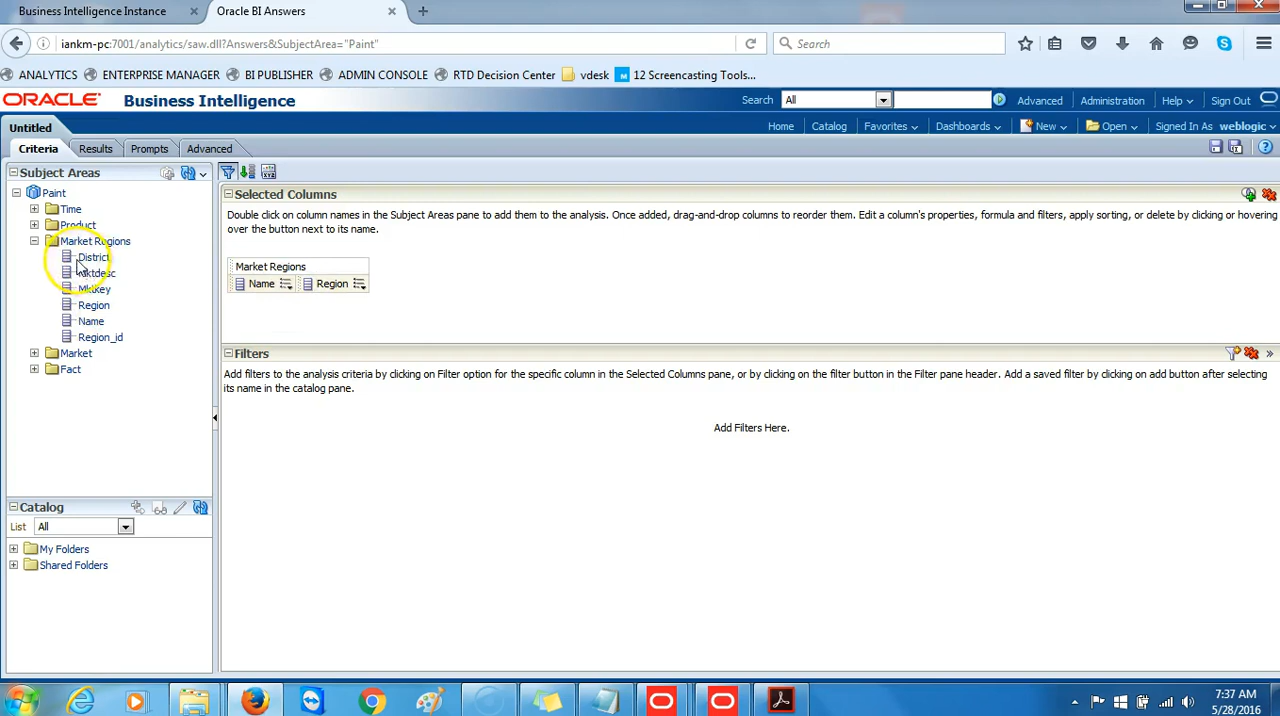 Business Intelligence Instance × Oracle BI Answers × +
iankm-pc:7001/analytics/saw.dll?Answers&SubjectArea="Paint" Search
ANALYTICS ENTERPRISE MANAGER BI PUBLISHER ADMIN CONSOLE RTD Decision Center vdesk 12 Screencasting Tools...
ORACLE Business Intelligence Search All Advanced Administration Help Sign Out
Untitled Home Catalog Favorites Dashboards New Open Signed In As weblogic
Criteria Results Prompts Advanced
Subject Areas
Paint
Time
Product
Market Regions
District
Mktdesc
Mktkey
Region
Name
Region_id
Market
Fact
Catalog
List All
My Folders
Shared Folders
Selected Columns
Double click on column names in the Subject Areas pane to add them to the analysis. Once added, drag-and-drop columns to reorder them. Edit a column's properties, formula and filters, apply sorting, or delete by clicking or hovering
over the button next to its name.
Market Regions
Name Region
Filters
Add filters to the analysis criteria by clicking on Filter option for the specific column in the Selected Columns pane, or by clicking on the filter button in the Filter pane header. Add a saved filter by clicking on add button after selecting
its name in the catalog pane.
Add Filters Here.
7:37 AM
5/28/2016